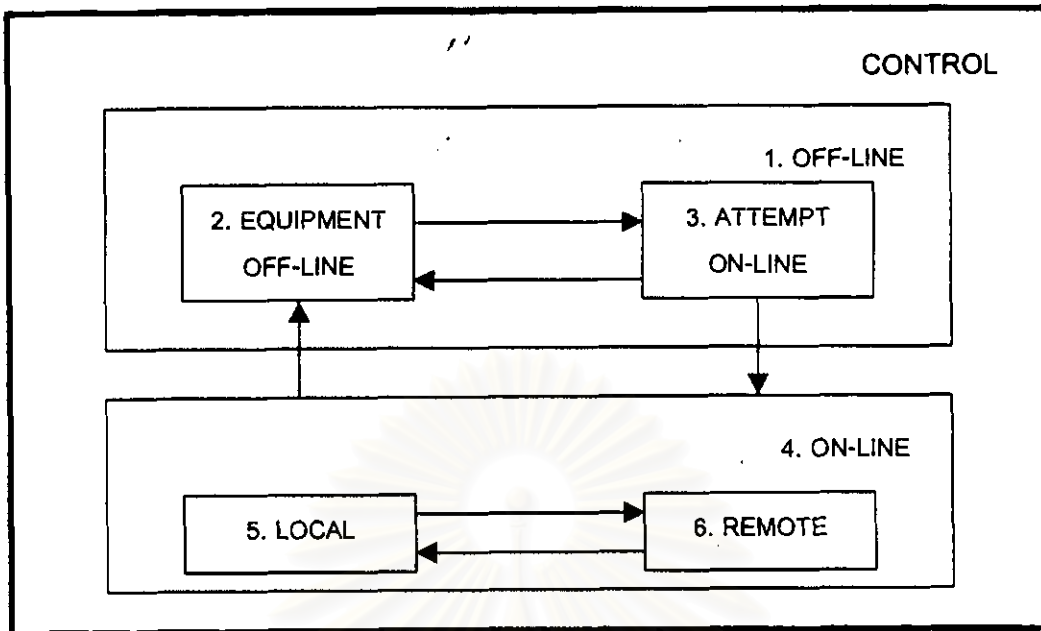 CONTROL
1. OFF-LINE
2. EQUIPMENT
OFF-LINE
3. ATTEMPT
ON-LINE
4. ON-LINE
5. LOCAL
6. REMOTE